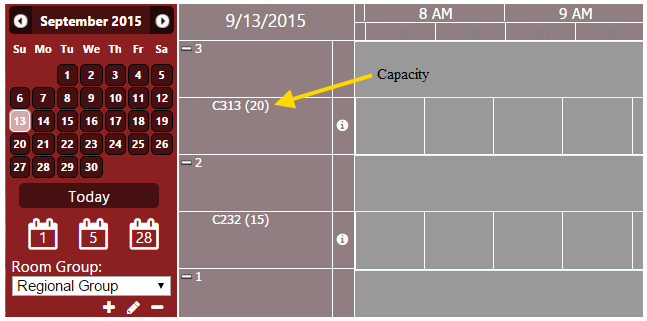 September 2015
Su Mo Tu We Th Fr Sa
1 2 3 4 5
6 7 8 9 10 11 12
13 14 15 16 17 18 19
20 21 22 23 24 25 26
27 28 29 30
Today
1 5 28
Room Group:
Regional Group
9/13/2015
8 AM 9 AM
3
Capacity
C313 (20)
2
C232 (15)
1